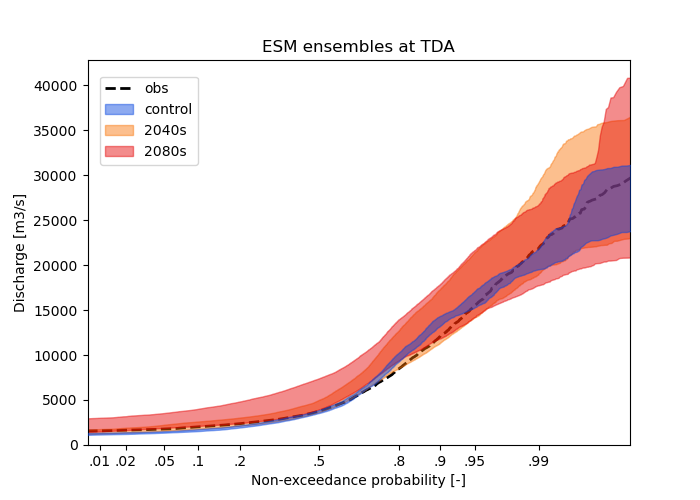 ESM ensembles at TDA
obs
control
2040s
2080s
Discharge [m3/s]
40000
35000
30000
25000
20000
15000
10000
5000
0
.01 .02 .05 .1 .2 .5 .8 .9 .95 .99
Non-exceedance probability [-]